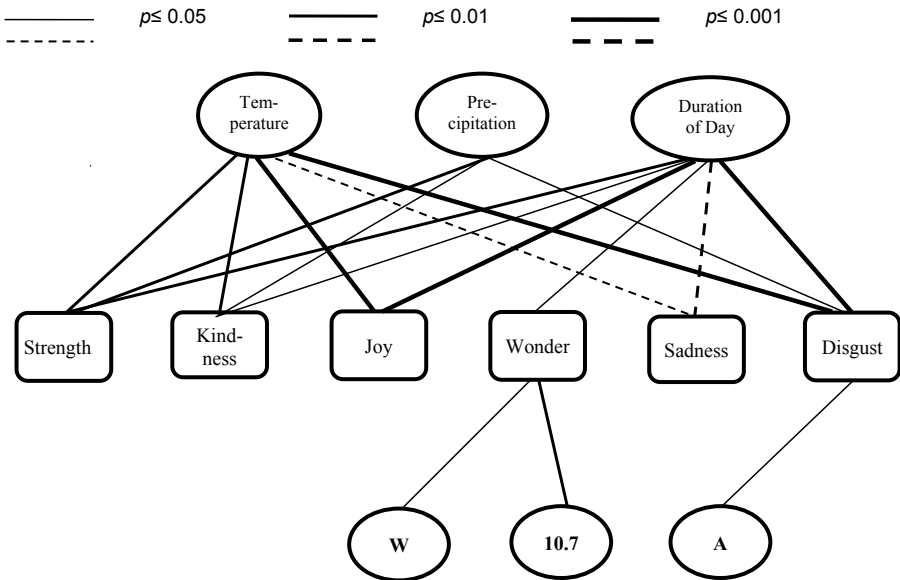 p≤ 0.05
p≤ 0.01
p≤ 0.001
Tem-
perature
Pre-
cipitation
Duration
of Day
Strength
Kind-
ness
Joy
Wonder
Sadness
Disgust
W
10.7
A